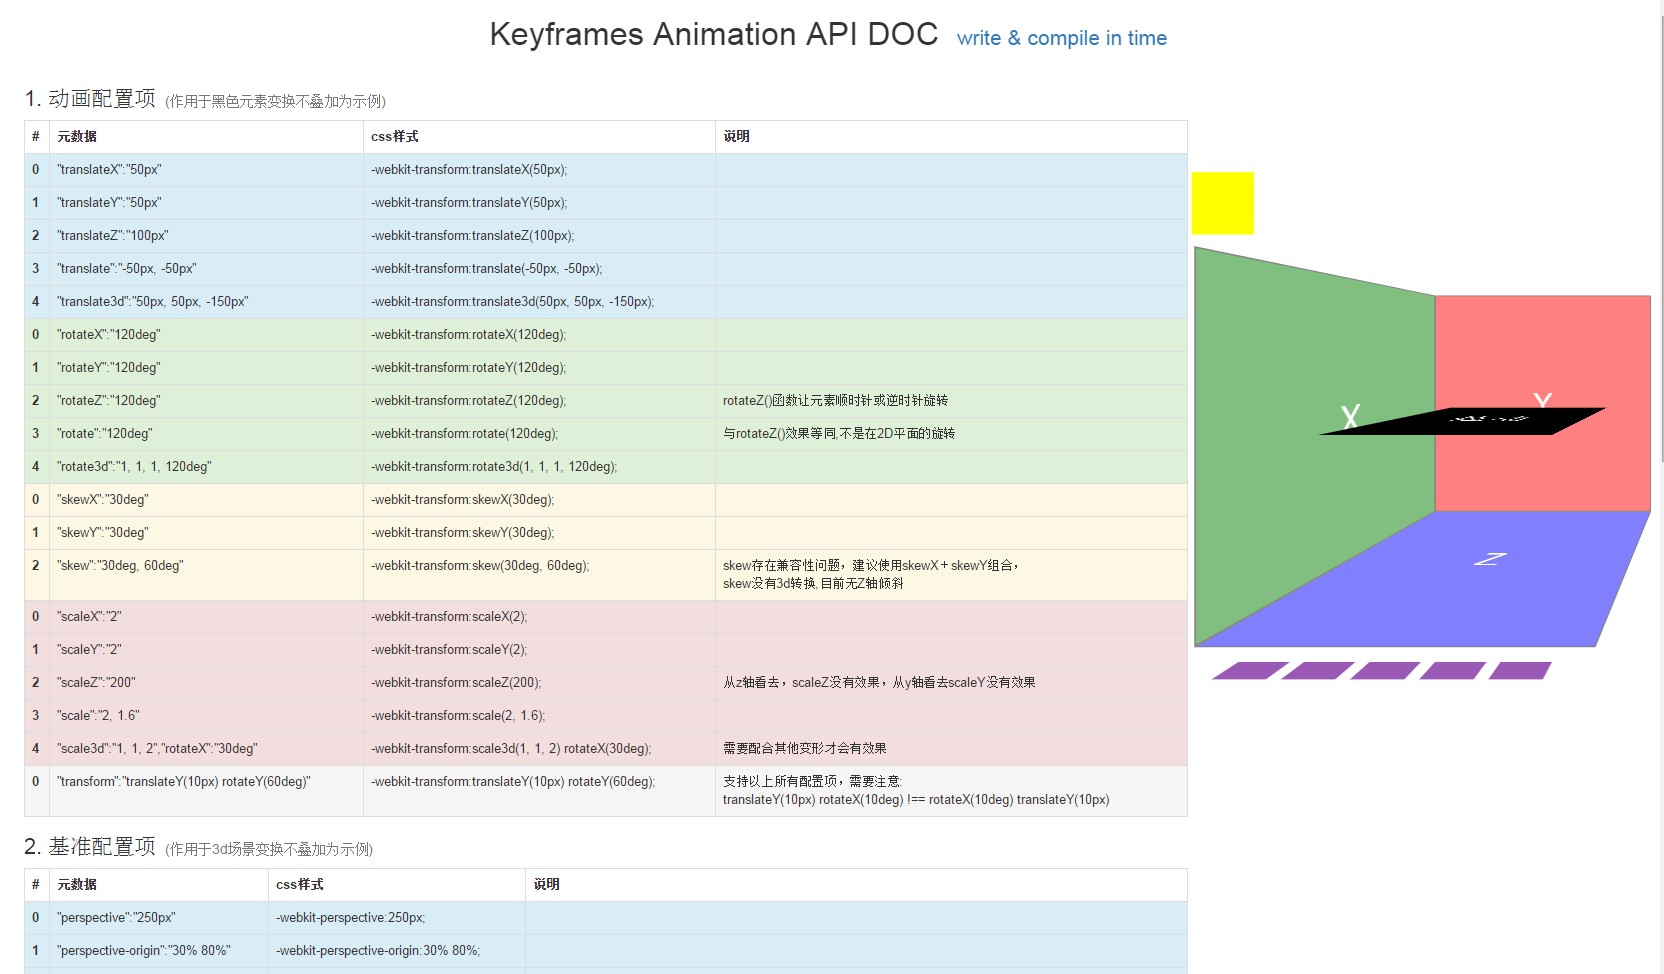 Keyframes Animation API DOC write & compile in time
1. 动画配置项 (作用于黑色元素变换不叠加为示例)
# 元数据 css样式 说明
0 "translateX":"50px" -webkit-transform:translateX(50px);
1 "translateY":"50px" -webkit-transform:translateY(50px);
2 "translateZ":"100px" -webkit-transform:translateZ(100px);
3 "translate":"-50px, -50px" -webkit-transform:translate(-50px, -50px);
4 "translate3d":"50px, 50px, -150px" -webkit-transform:translate3d(50px, 50px, -150px);
0 "rotateX":"120deg" -webkit-transform:rotateX(120deg);
1 "rotateY":"120deg" -webkit-transform:rotateY(120deg);
2 "rotateZ":"120deg" -webkit-transform:rotateZ(120deg); rotateZ()函数让元素顺时针或逆时针旋转
3 "rotate":"120deg" -webkit-transform:rotate(120deg); 与rotateZ()效果等同,不是在2D平面的旋转
4 "rotate3d":"1, 1, 1, 120deg" -webkit-transform:rotate3d(1, 1, 1, 120deg);
0 "skewX":"30deg" -webkit-transform:skewX(30deg);
1 "skewY":"30deg" -webkit-transform:skewY(30deg);
2 "skew":"30deg, 60deg" -webkit-transform:skew(30deg, 60deg); skew存在兼容性问题，建议使用skewX+skewY组合，
skew没有3d转换,目前无Z轴倾斜
0 "scaleX":"2" -webkit-transform:scaleX(2);
1 "scaleY":"2" -webkit-transform:scaleY(2);
2 "scaleZ":"200" -webkit-transform:scaleZ(200); 从z轴看去，scaleZ没有效果，从y轴看去scaleY没有效果
3 "scale":"2, 1.6" -webkit-transform:scale(2, 1.6);
4 "scale3d":"1, 1, 2","rotateX":"30deg" -webkit-transform:scale3d(1, 1, 2) rotateX(30deg); 需要配合其他变形才会有效果
0 "transform":"translateY(10px) rotateY(60deg)" -webkit-transform:translateY(10px) rotateY(60deg); 支持以上所有配置项，需要注意:
translateY(10px) rotateX(10deg) !== rotateX(10deg) translateY(10px)
2. 基准配置项 (作用于3d场景变换不叠加为示例)
# 元数据 css样式 说明
0 "perspective":"250px" -webkit-perspective:250px;
1 "perspective-origin":"30% 80%" -webkit-perspective-origin:30% 80%;
X
Y
Z